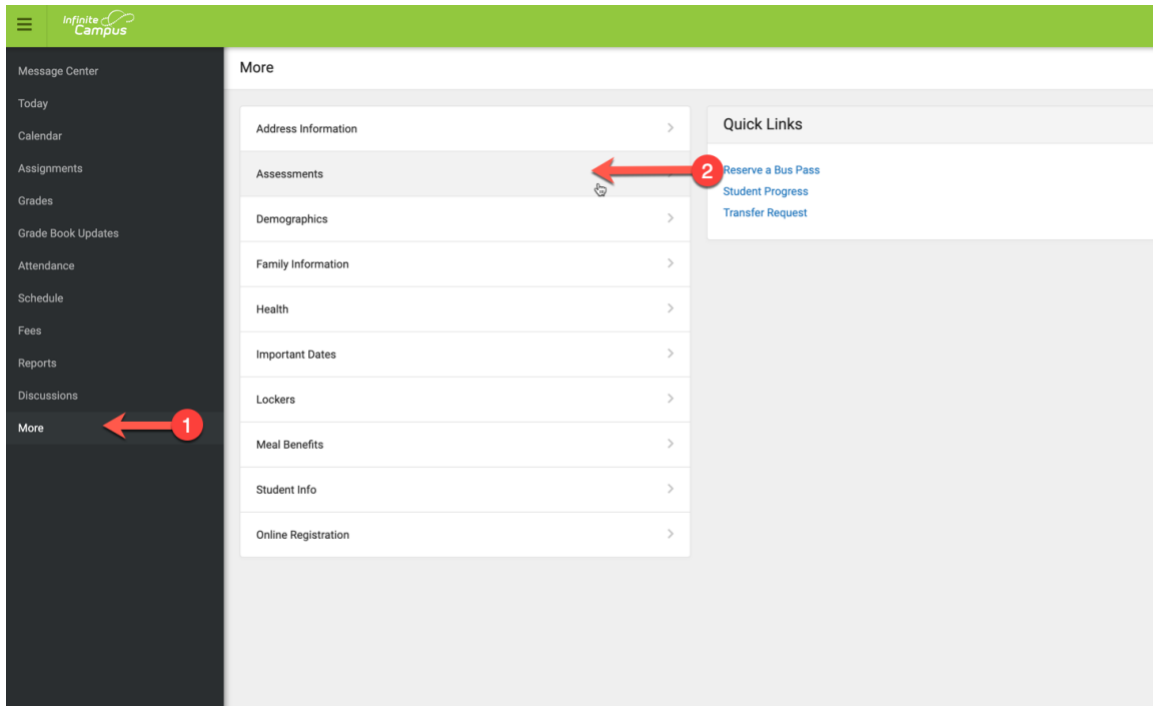 Infinite
Campus
Message Center
Today
Calendar
Assignments
Grades
Grade Book Updates
Attendance
Schedule
Fees
Reports
Discussions
More
1
More
Address Information
Assessments
2
Demographics
Family Information
Health
Important Dates
Lockers
Meal Benefits
Student Info
Online Registration
Quick Links
Reserve a Bus Pass
Student Progress
Transfer Request